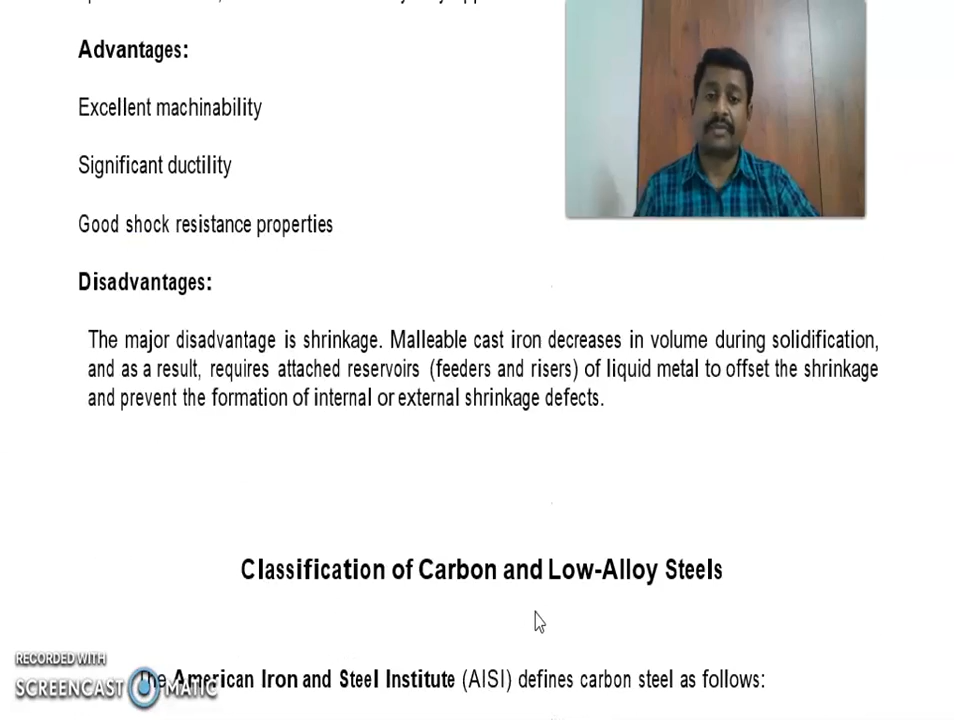 Advantages:
Excellent machinability
Significant ductility
Good shock resistance properties
Disadvantages:
The major disadvantage is shrinkage. Malleable cast iron decreases in volume during solidification,
and as a result, requires attached reservoirs (feeders and risers) of liquid metal to offset the shrinkage
and prevent the formation of internal or external shrinkage defects.
Classification of Carbon and Low-Alloy Steels
The American Iron and Steel Institute (AISI) defines carbon steel as follows:
RECORDED WITH
SCREENCAST MATIC